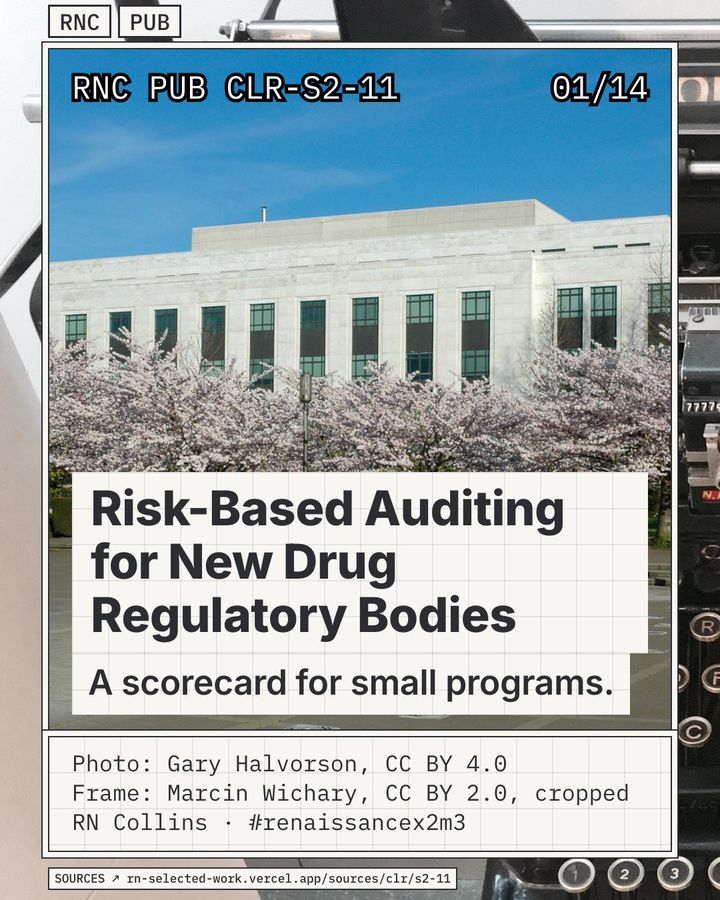 RNC PUB
RNC PUB CLR-S2-11 01/14
Risk-Based Auditing
for New Drug
Regulatory Bodies
A scorecard for small programs.
Photo: Gary Halvorson, CC BY 4.0
Frame: Marcin Wichary, CC BY 2.0, cropped
RN Collins · #renaissancex2m3
SOURCES ↗ rn-selected-work.vercel.app/sources/clr/s2-11
R
C
2 3